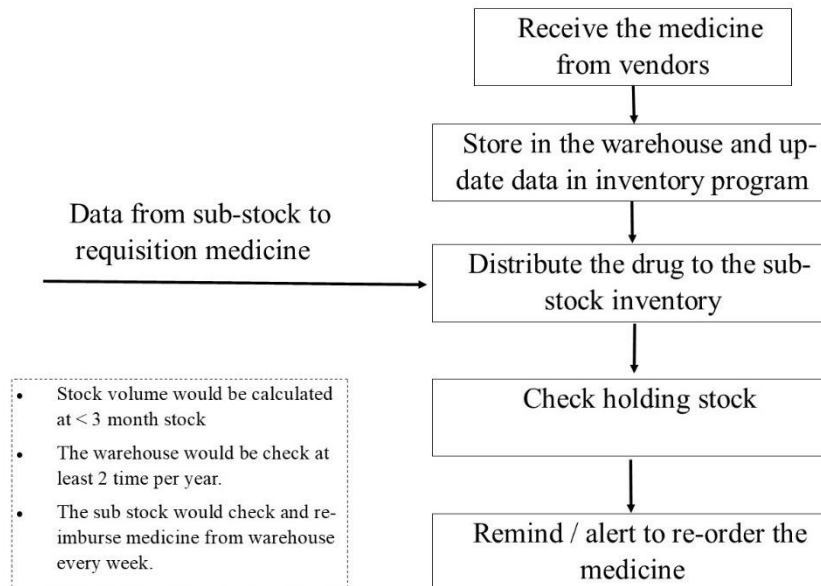 Receive the medicine
from vendors
Store in the warehouse and up-
date data in inventory program
Data from sub-stock to
requisition medicine
Distribute the drug to the sub-
stock inventory
• Stock volume would be calculated
at < 3 month stock
• The warehouse would be check at
least 2 time per year.
• The sub stock would check and re-
imburse medicine from warehouse
every week.
Check holding stock
Remind / alert to re-order the
medicine